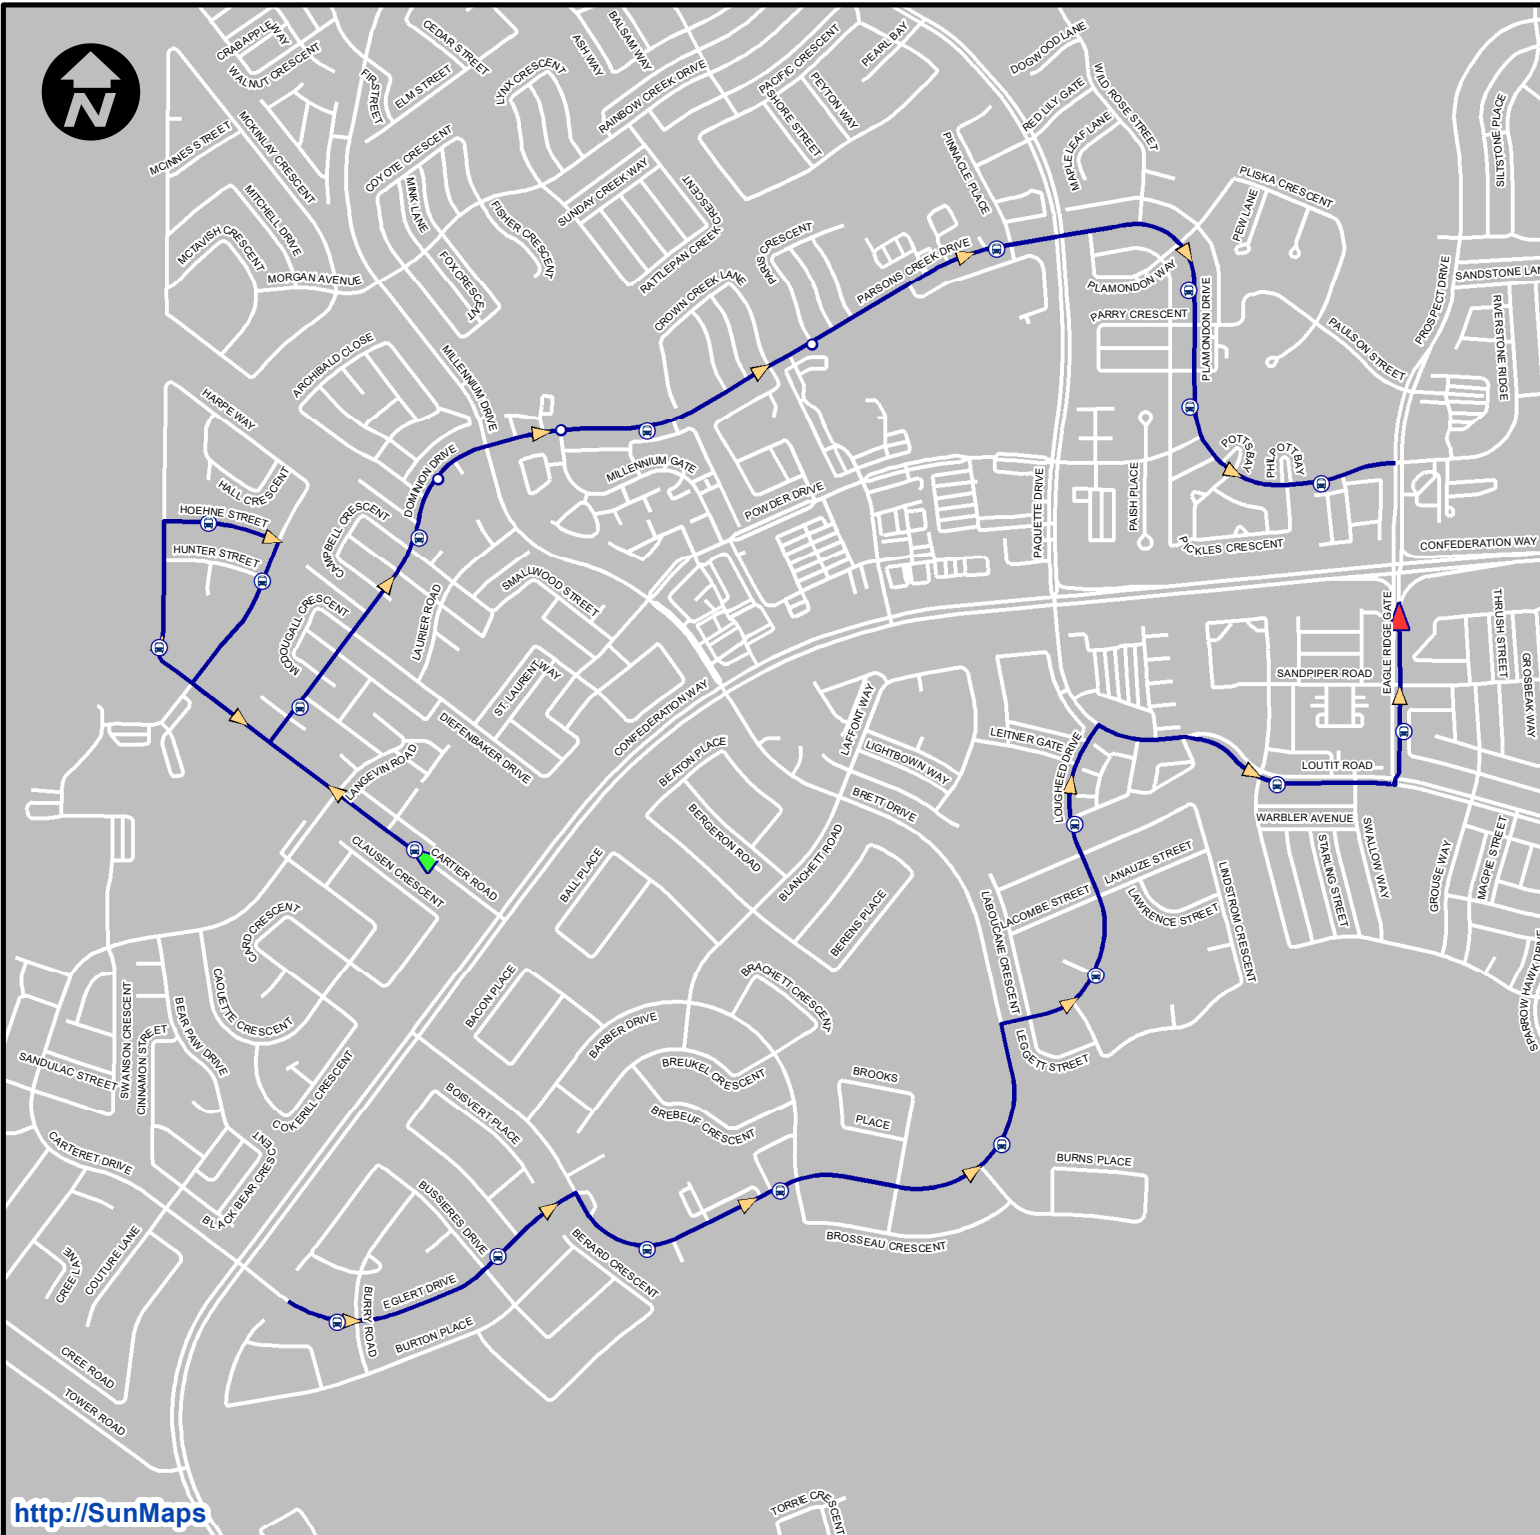 CRABAPPLE WAY
WALNUT CRESCENT
CEDAR STREET
ELM STREET
LYNX CRESCENT
ASH WAY
BALSAM WAY
RAINBOW CREEK DRIVE
PACIFIC CRESCENT
PEARL BAY
PEYTON WAY
SHORE STREET
DOGWOOD LANE
WILD ROSE STREET
RED LILY GATE
MAPLE LEAF LANE
SILTSTONE PLACE
N
MCINNES STREET
MCKINLAY CRESCENT
MITCHELL DRIVE
MCTAVISH CRESCENT
MORGAN AVENUE
COYOTE CRESCENT
MINK LANE
FISHER CRESCENT
FOX CRESCENT
SUNDAY CREEK WAY
RATTLEPAN CREEK CRESCENT
PINNACLE PLACE
PLISKA CRESCENT
PEW LANE
CROWN CREEK LANE
PARIS CRESCENT
PARSONS CREEK DRIVE
PLAMONDON WAY
PLAMONDON DRIVE
PARRY CRESCENT
PAULSON STREET
PROSPECT DRIVE
RIVERSTONE RIDGE
ARCHIBALD CLOSE
MILLENNIUM DRIVE
HARPE WAY
HALL CRESCENT
HOEHNE STREET
HUNTER STREET
CAMPBELL CRESCENT
DOMINION DRIVE
MILLENNIUM GATE
POWDER DRIVE
PAQUETTE DRIVE
PAISH PLACE
POTTS BAY
PHILPOTT BAY
PICKLES CRESCENT
CONFEDERATION WAY
MCDOUGALL CRESCENT
LAURIER ROAD
SMALLWOOD STREET
ST. LAURENT WAY
DIEFENBAKER DRIVE
CONFEDERATION WAY
LANGEVIN ROAD
CLAUSEN CRESCENT
CARTIER ROAD
BEATON PLACE
BERGERON ROAD
BALL PLACE
BLANCHETT ROAD
BRETT DRIVE
LAFFONT WAY
LIGHTBOWN WAY
LEITNER GATE
LOUGHEED DRIVE
EAGLE RIDGE GATE
SANDPIPER ROAD
LOUTIT ROAD
WARBLER AVENUE
THRUSH STREET
GROSBEAK WAY
STARLING STREET
SWALLOW WAY
GROUSE WAY
MAGPIE STREET
LANAUZE STREET
LACOMBE STREET
LAWRENCE STREET
LINDSTROM CRESCENT
LABOUCANE CRESCENT
LEGGETT STREET
BERENS PLACE
BRACHETT CRESCENT
CARD CRESCENT
CAOUETTE CRESCENT
BEAR PAW DRIVE
SWANSON CRESCENT
CINNAMON STREET
SANDULAC STREET
COKERILL CRESCENT
BLACK BEAR CRESCENT
CARTERET DRIVE
COUTURE LANE
CREE LANE
CREE ROAD
TOWER ROAD
BACON PLACE
BARBER DRIVE
BREUKEL CRESCENT
BREBEUF CRESCENT
BOISVERT PLACE
BUSSIERES DRIVE
BERARD CRESCENT
EGLERT DRIVE
BURRY ROAD
BURTON PLACE
BROOKS
PLACE
BROSSEAU CRESCENT
BURNS PLACE
http://SunMaps